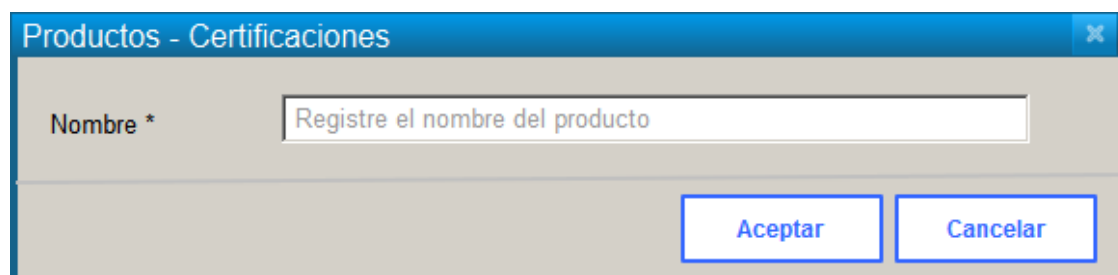 Productos - Certificaciones
Nombre *
Registre el nombre del producto
Aceptar
Cancelar